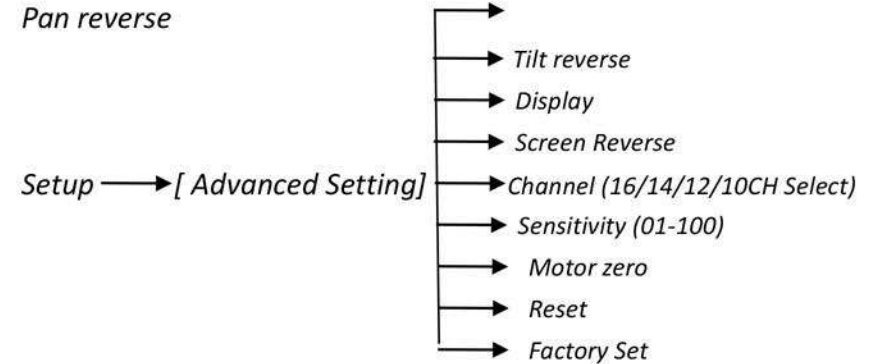 Pan reverse
Tilt reverse
Display
Screen Reverse
Setup [ Advanced Setting] Channel (16/14/12/10CH Select)
Sensitivity (01-100)
Motor zero
Reset
Factory Set